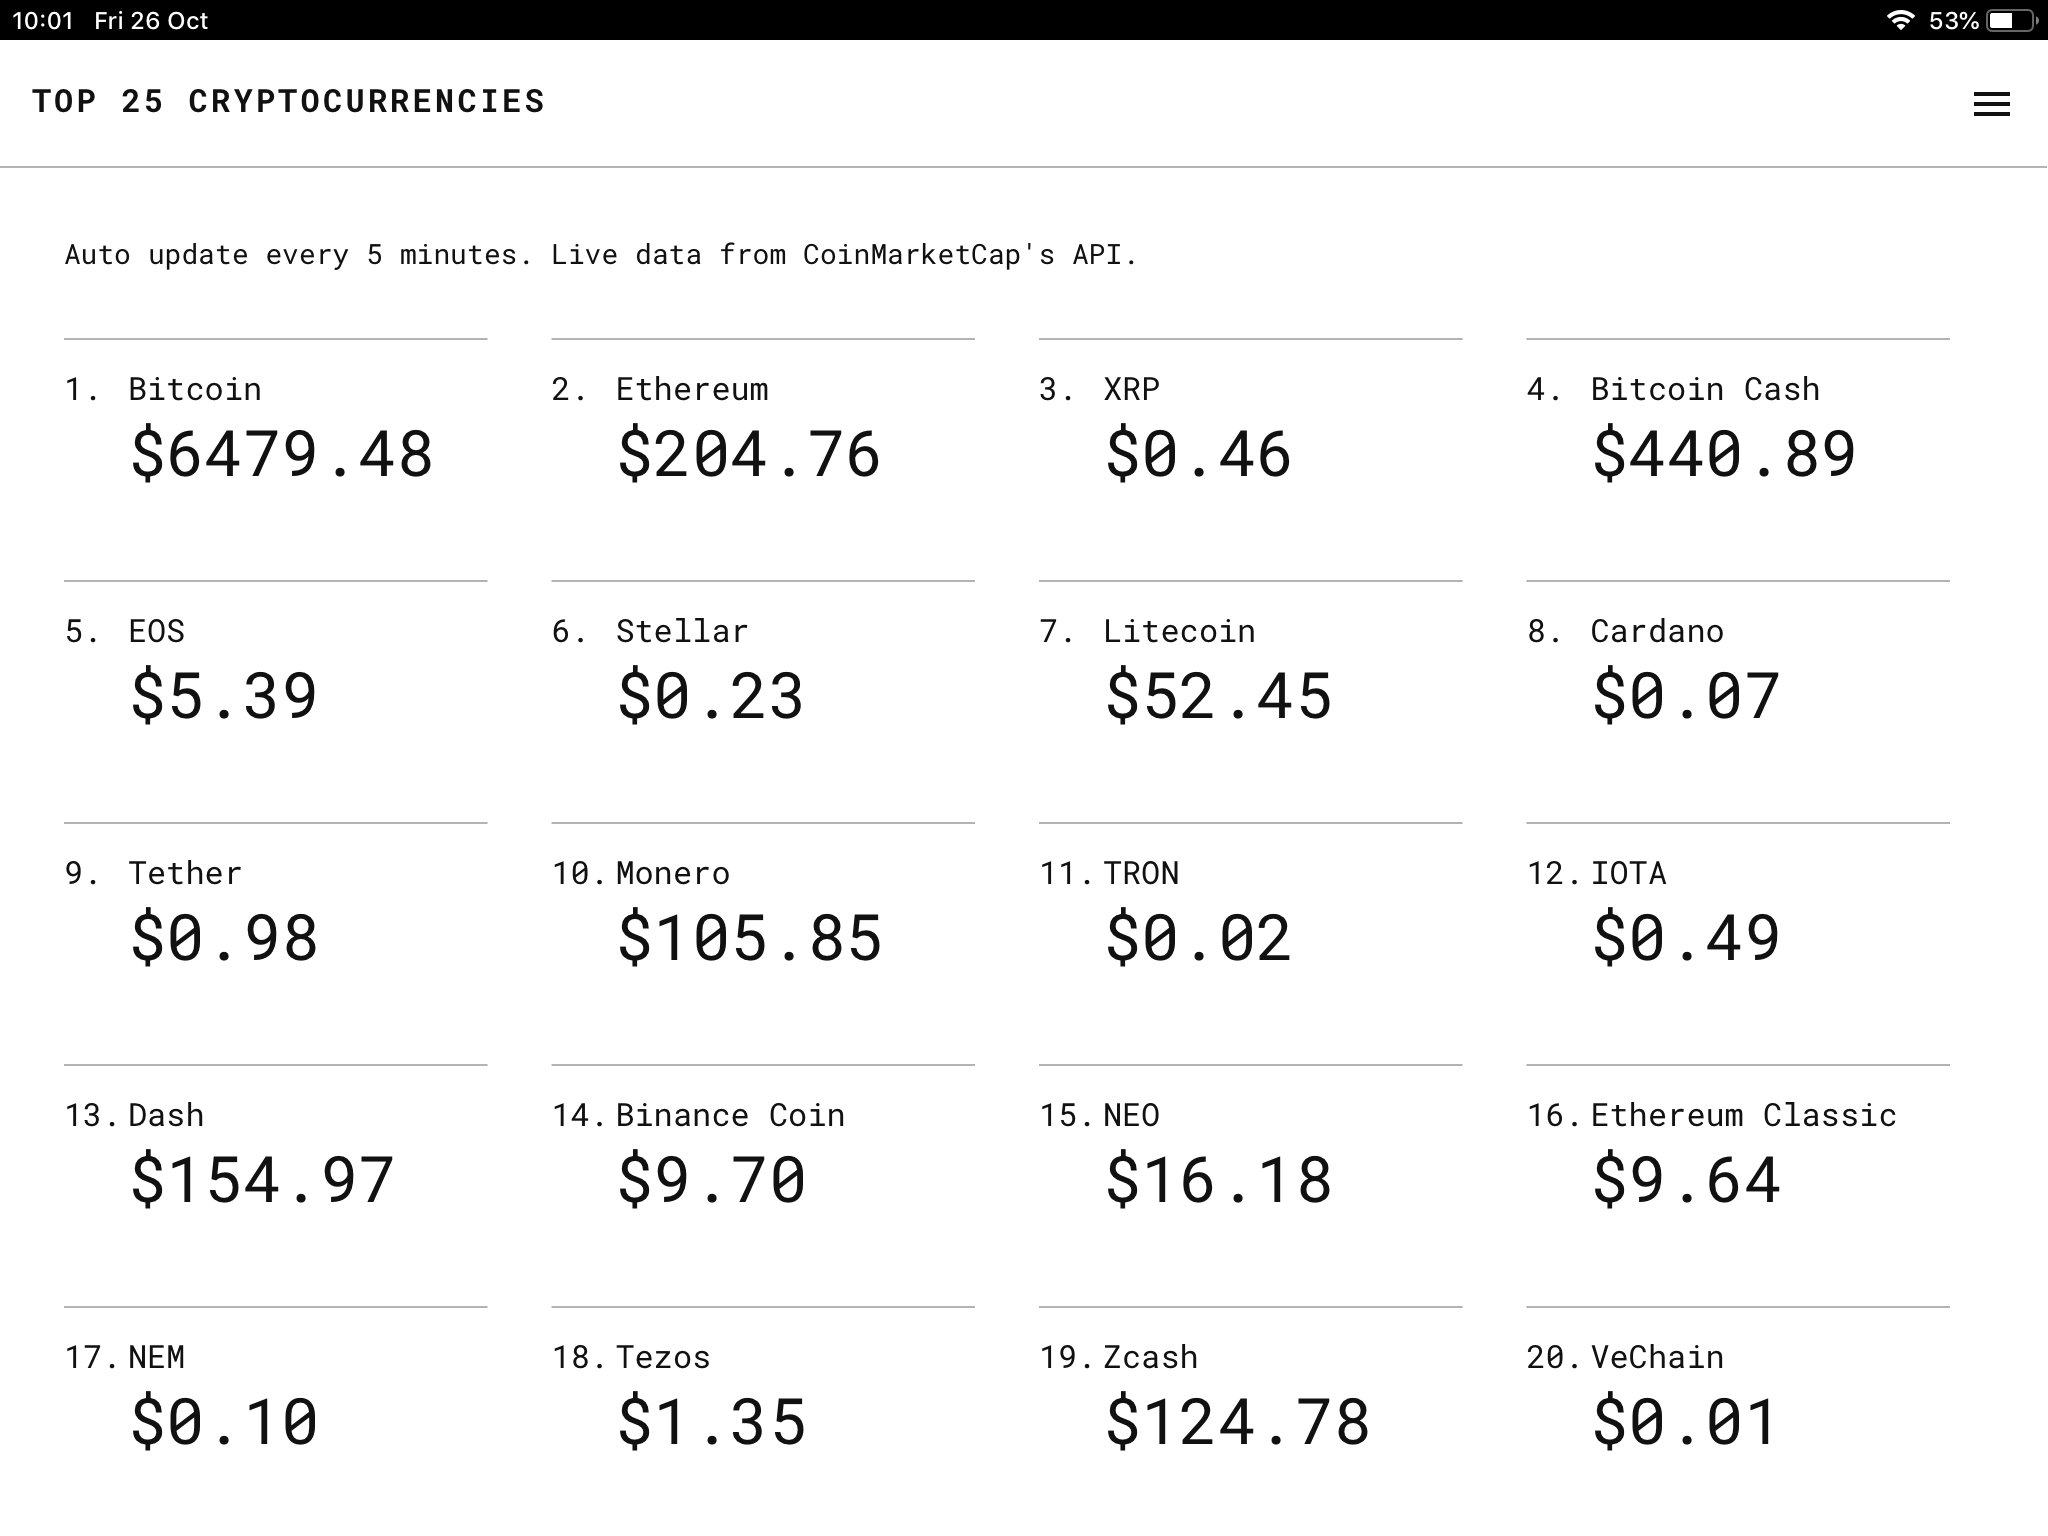 10:01 Fri 26 Oct 53%
TOP 25 CRYPTOCURRENCIES
Auto update every 5 minutes. Live data from CoinMarketCap's API.
1. Bitcoin
$6479.48
2. Ethereum
$204.76
3. XRP
$0.46
4. Bitcoin Cash
$440.89
5. EOS
$5.39
6. Stellar
$0.23
7. Litecoin
$52.45
8. Cardano
$0.07
9. Tether
$0.98
10. Monero
$105.85
11. TRON
$0.02
12. IOTA
$0.49
13. Dash
$154.97
14. Binance Coin
$9.70
15. NEO
$16.18
16. Ethereum Classic
$9.64
17. NEM
$0.10
18. Tezos
$1.35
19. Zcash
$124.78
20. VeChain
$0.01